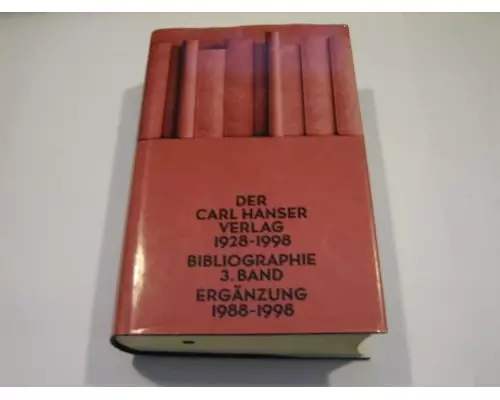 DER
CARL HANSER
VERLAG
1928-1998
BIBLIOGRAPHIE
3. BAND
ERGÄNZUNG
1988-1998